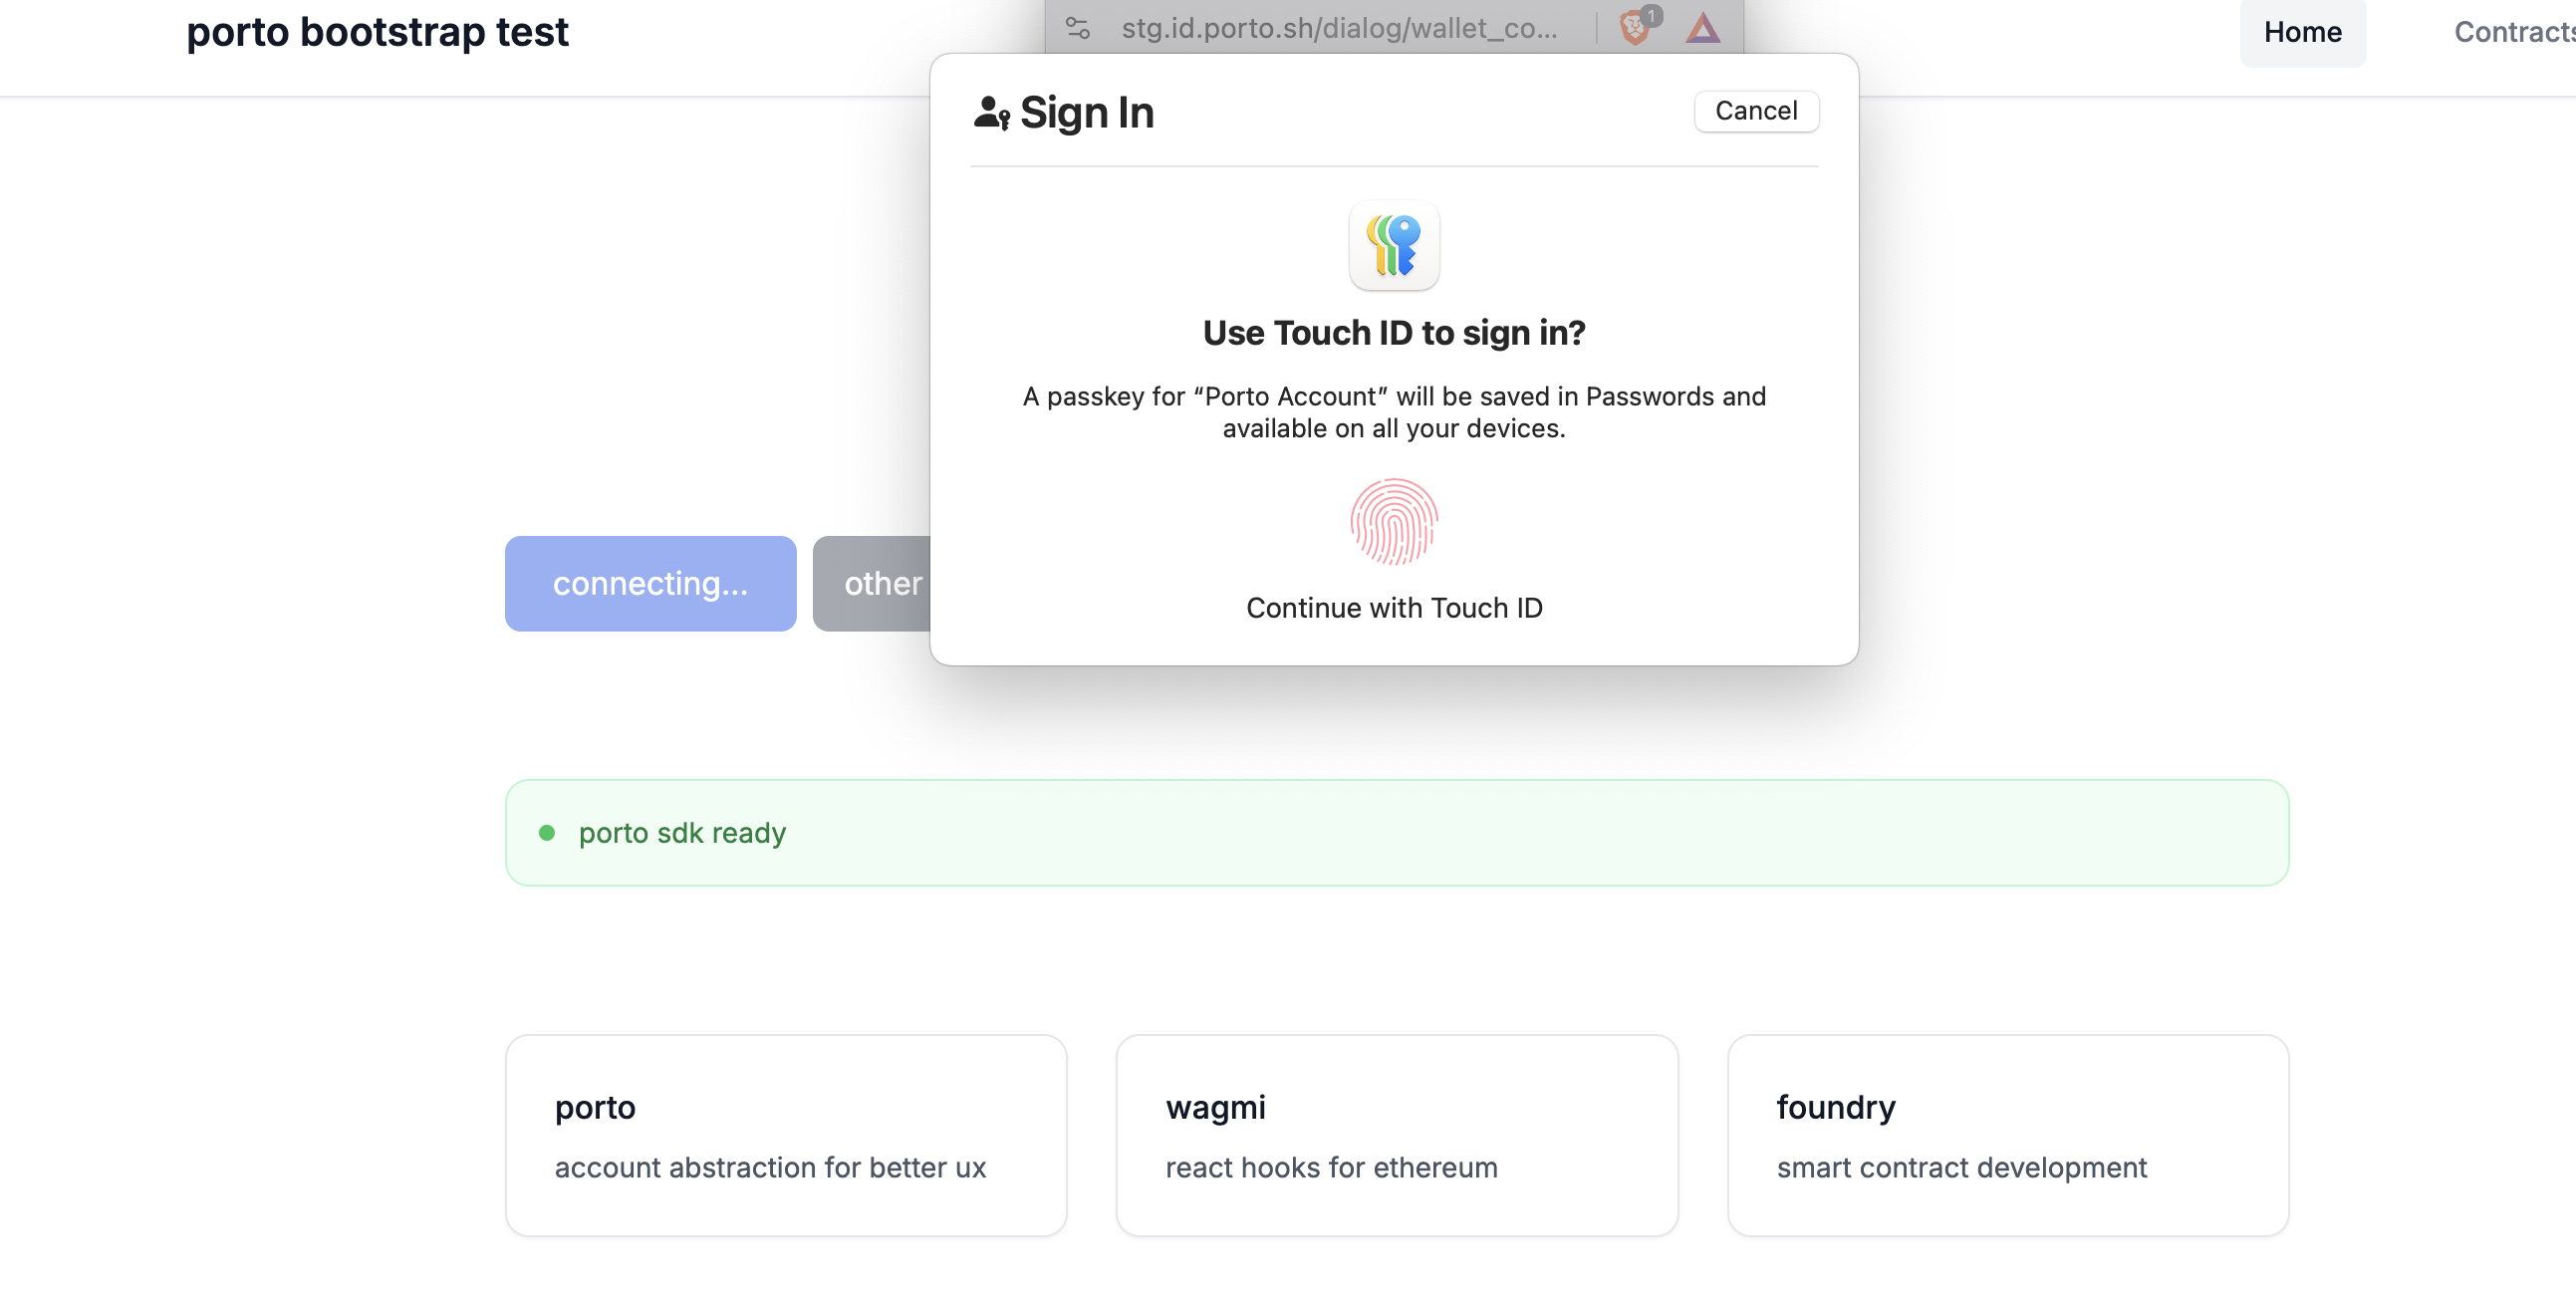 porto bootstrap test
stg.id.porto.sh/dialog/wallet_co...
1
Home
Contracts
Sign In
Cancel
Use Touch ID to sign in?
A passkey for “Porto Account” will be saved in Passwords and
available on all your devices.
Continue with Touch ID
connecting...
other
porto sdk ready
porto
account abstraction for better ux
wagmi
react hooks for ethereum
foundry
smart contract development